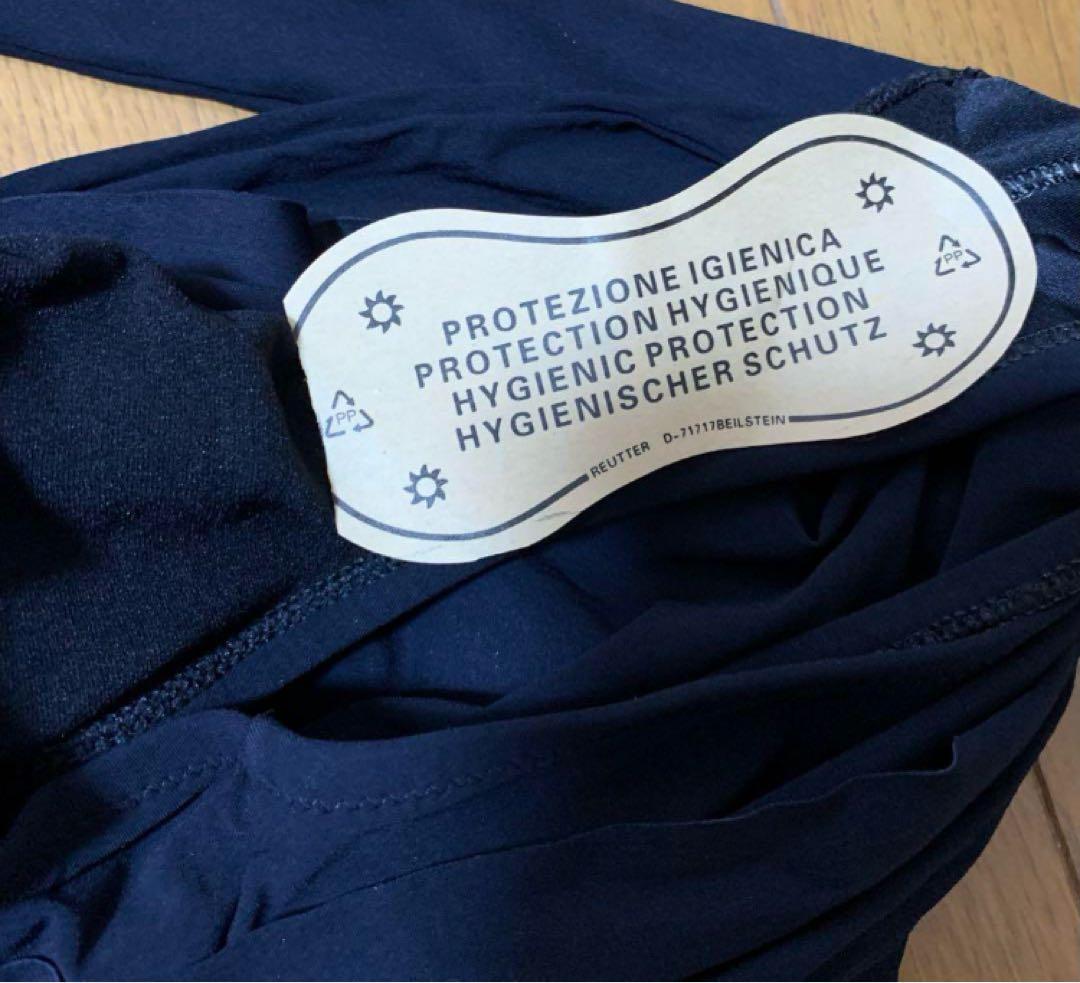 PROTEZIONE IGIENICA
PROTECTION HYGIENIQUE
HYGIENIC PROTECTION
HYGIENISCHER SCHUTZ
PP
PP
REUTTER D-71717BEILSTEIN